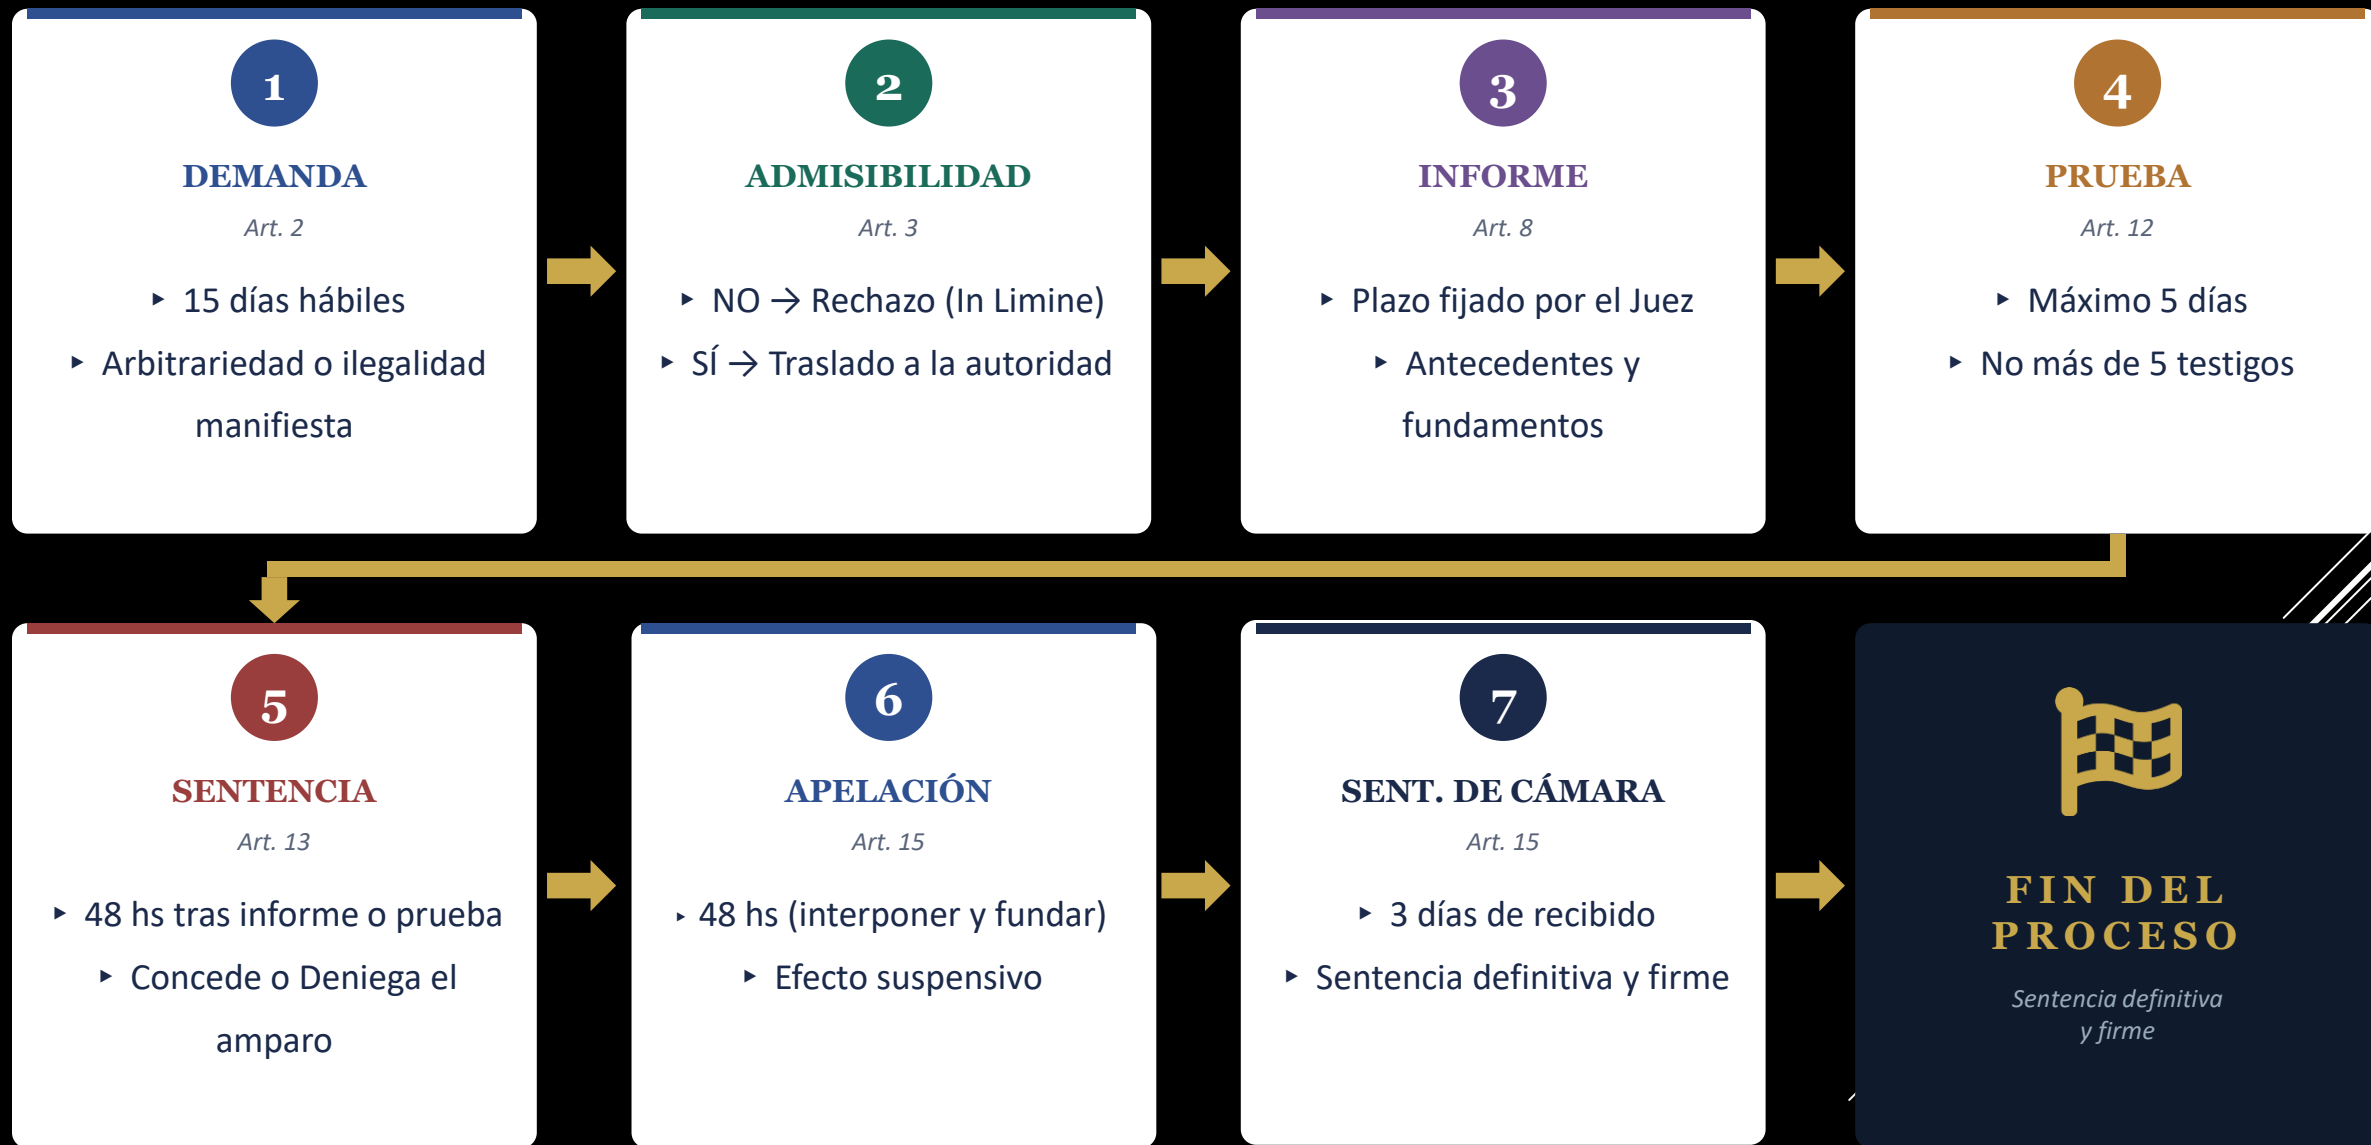 1
DEMANDA
Art. 2
▸ 15 días hábiles
▸ Arbitrariedad o ilegalidad
manifiesta
2
ADMISIBILIDAD
Art. 3
▸ NO → Rechazo (In Limine)
▸ SÍ → Traslado a la autoridad
3
INFORME
Art. 8
▸ Plazo fijado por el Juez
▸ Antecedentes y
fundamentos
4
PRUEBA
Art. 12
▸ Máximo 5 días
▸ No más de 5 testigos
5
SENTENCIA
Art. 13
▸ 48 hs tras informe o prueba
▸ Concede o Deniega el
amparo
6
APELACIÓN
Art. 15
▸ 48 hs (interponer y fundar)
▸ Efecto suspensivo
7
SENT. DE CÁMARA
Art. 15
▸ 3 días de recibido
▸ Sentencia definitiva y firme
FIN DEL
PROCESO
Sentencia definitiva
y firme